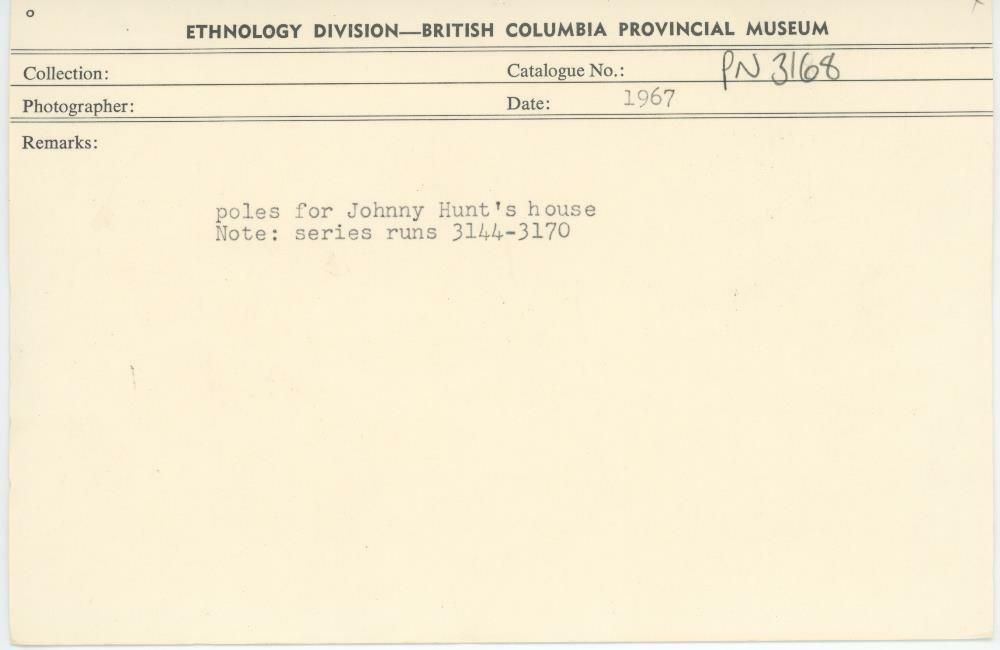 ETHNOLOGY DIVISION—BRITISH COLUMBIA PROVINCIAL MUSEUM
Collection: Catalogue No.: PN 3168
Photographer: Date: 1967
Remarks:
poles for Johnny Hunt's house
Note: series runs 3144-3170